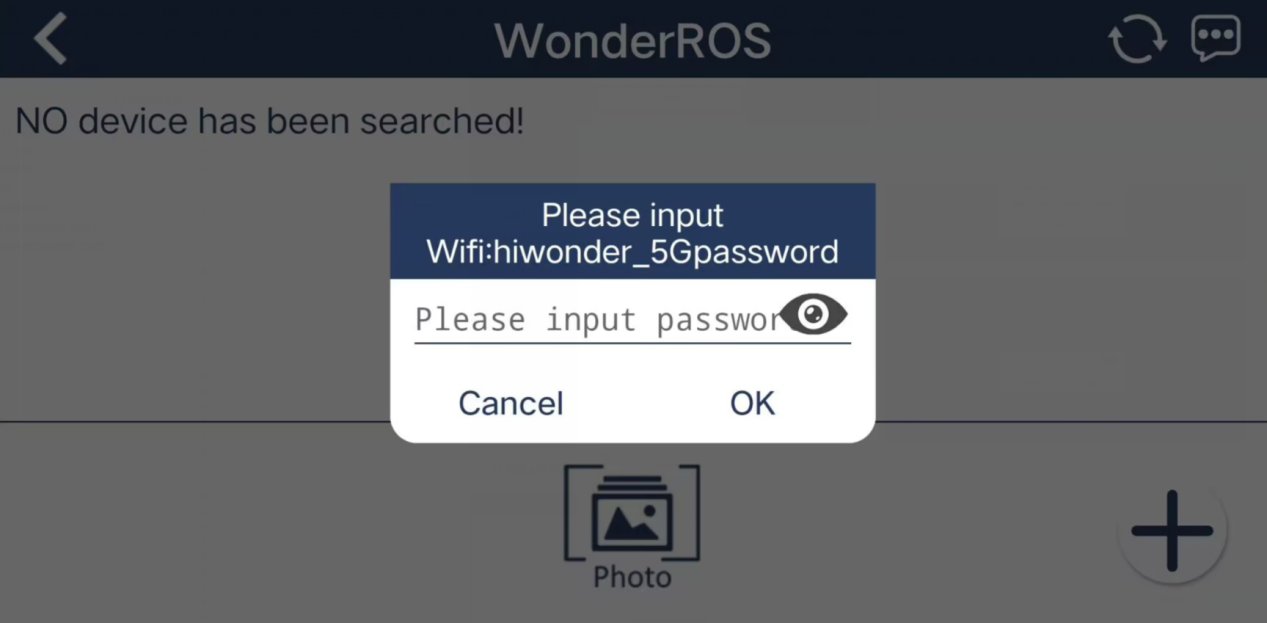 WonderROS
NO device has been searched!
Please input
Wifi:hiwonder_5Gpassword
Please input passwor
Cancel
OK
Photo